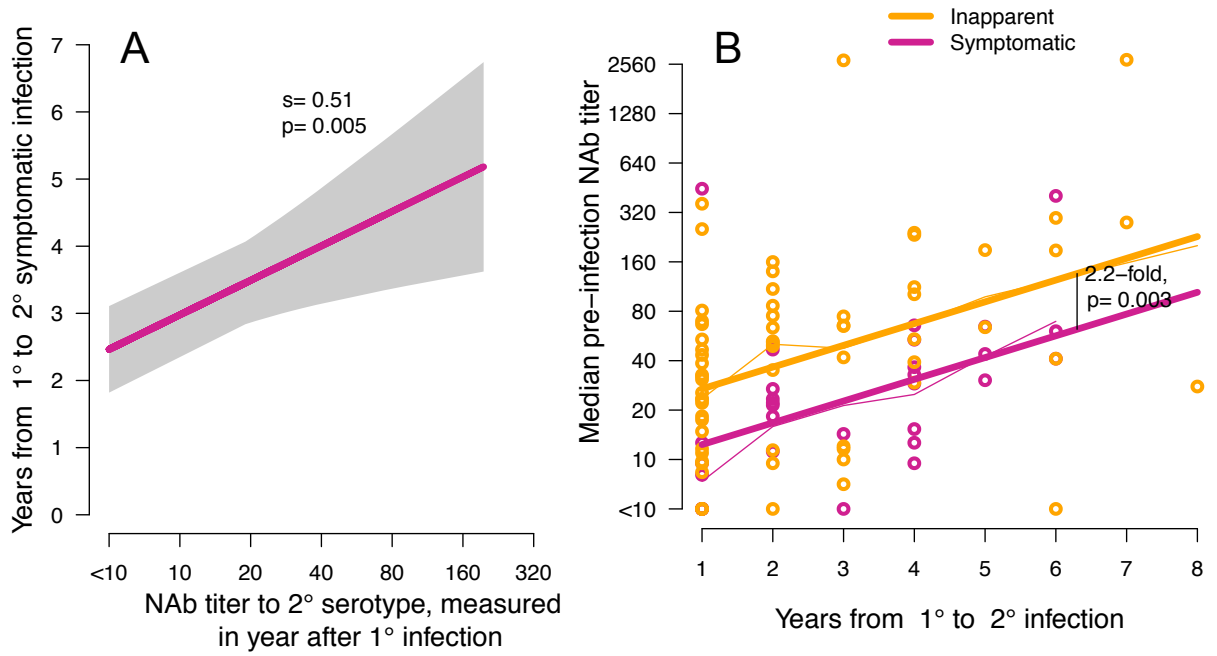 A
Years from 1° to 2° symptomatic infection
7
6
5
4
3
2
1
0
s= 0.51
p= 0.005
<10 10 20 40 80 160 320
NAb titer to 2° serotype, measured
in year after 1° infection
Inapparent
Symptomatic
B
Median pre−infection NAb titer
2560
1280
640
320
160
80
40
20
10
<10
2.2−fold,
p= 0.003
1 2 3 4 5 6 7 8
Years from 1° to 2° infection